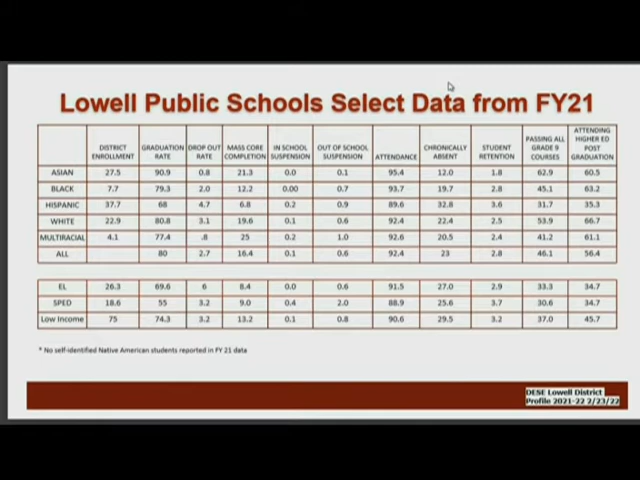 Lowell Public Schools Select Data from FY21
DISTRICT ENROLLMENT GRADUATION RATE DROP OUT RATE MASS CORE COMPLETION IN SCHOOL SUSPENSION OUT OF SCHOOL SUSPENSION ATTENDANCE CHRONICALLY ABSENT STUDENT RETENTION PASSING ALL GRADE 9 COURSES ATTENDING HIGHER ED POST GRADUATION
ASIAN 27.5 90.9 0.8 21.3 0.0 0.1 95.4 12.0 1.8 62.9 60.5
BLACK 7.7 79.3 2.0 12.2 0.00 0.7 93.7 19.7 2.8 45.1 63.2
HISPANIC 37.7 68 4.7 6.8 0.2 0.9 89.6 32.8 3.6 31.7 35.3
WHITE 22.9 80.8 3.1 19.6 0.1 0.6 92.4 22.4 2.5 53.9 66.7
MULTIRACIAL 4.1 77.4 .8 25 0.2 1.0 92.6 20.5 2.4 41.2 61.1
ALL 80 2.7 16.4 0.1 0.6 92.4 23 2.8 46.1 56.4
EL 26.3 69.6 6 8.4 0.0 0.6 91.5 27.0 2.9 33.3 34.7
SPED 18.6 55 3.2 9.0 0.4 2.0 88.9 25.6 3.7 30.6 34.7
Low Income 75 74.3 3.2 13.2 0.1 0.8 90.6 29.5 3.2 37.0 45.7
* No self-identified Native American students reported in FY 21 data
DESE Lowell District
Profile 2021-22 2/23/22